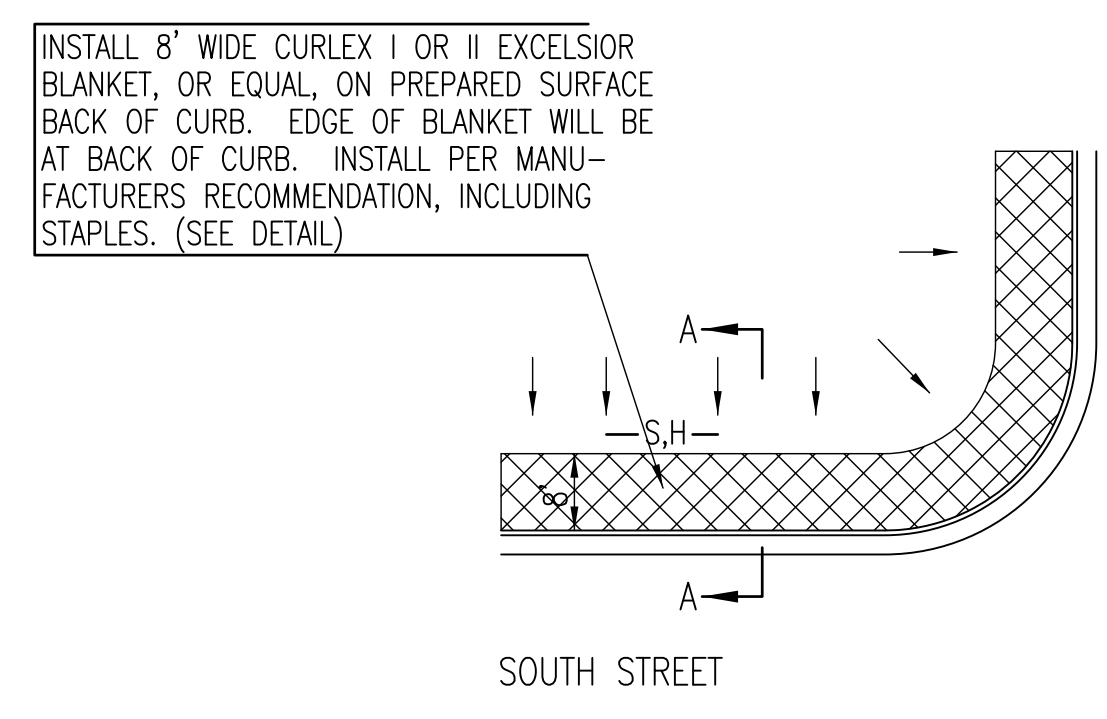 INSTALL 8' WIDE CURLEX I OR II EXCELSIOR
BLANKET, OR EQUAL, ON PREPARED SURFACE
BACK OF CURB. EDGE OF BLANKET WILL BE
AT BACK OF CURB. INSTALL PER MANU-
FACTURERS RECOMMENDATION, INCLUDING
STAPLES. (SEE DETAIL)
A
S,H
8'
A
SOUTH STREET